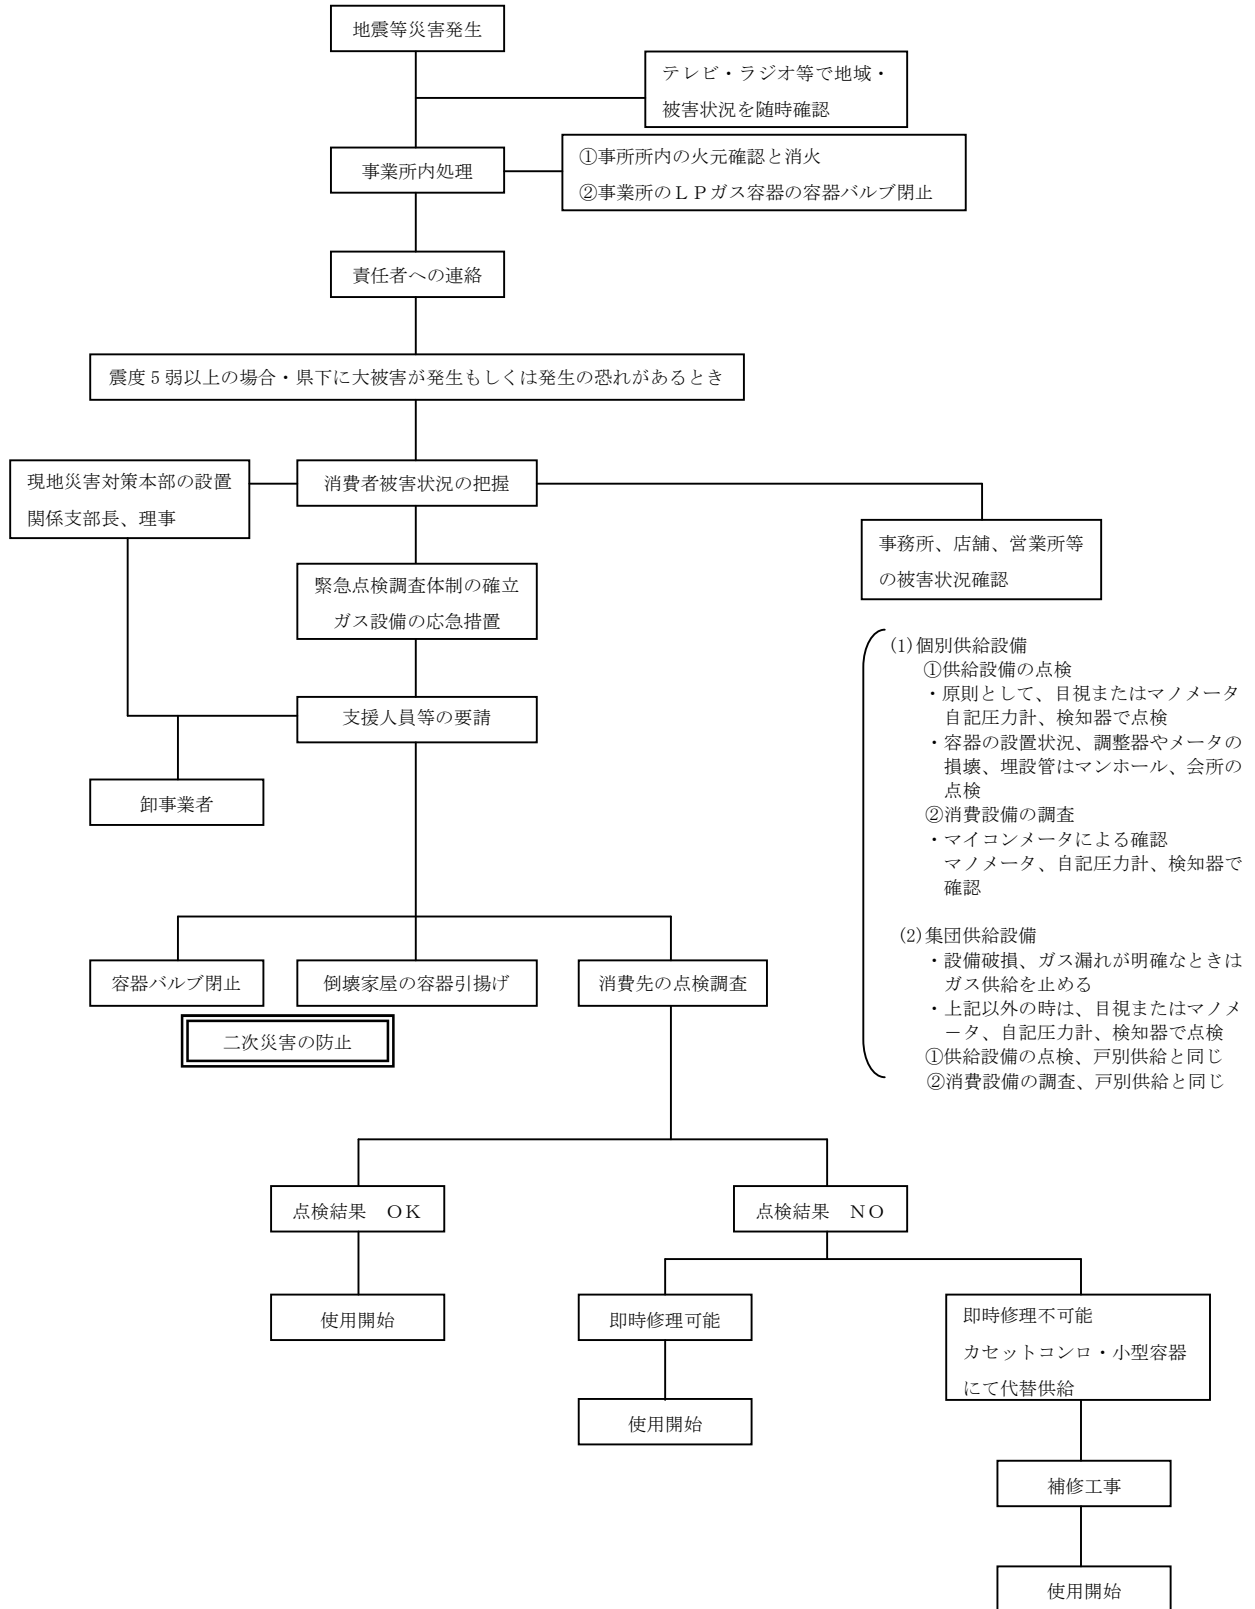 地震等災害発生
テレビ・ラジオ等で地域・
被害状況を随時確認
事業所内処理
①事所所内の火元確認と消火
②事業所のＬＰガス容器の容器バルブ閉止
責任者への連絡
震度５弱以上の場合・県下に大被害が発生もしくは発生の恐れがあるとき
現地災害対策本部の設置
関係支部長、理事
消費者被害状況の把握
事務所、店舗、営業所等
の被害状況確認
緊急点検調査体制の確立
ガス設備の応急措置
支援人員等の要請
卸事業者
(1)個別供給設備
①供給設備の点検
・原則として、目視またはマノメータ
自記圧力計、検知器で点検
・容器の設置状況、調整器やメータの
損壊、埋設管はマンホール、会所の
点検
②消費設備の調査
・マイコンメータによる確認
マノメータ、自記圧力計、検知器で
確認
(2)集団供給設備
・設備破損、ガス漏れが明確なときは
ガス供給を止める
・上記以外の時は、目視またはマノメ
ータ、自記圧力計、検知器で点検
①供給設備の点検、戸別供給と同じ
②消費設備の調査、戸別供給と同じ
容器バルブ閉止
倒壊家屋の容器引揚げ
消費先の点検調査
二次災害の防止
点検結果　ＯＫ
点検結果　ＮＯ
使用開始
即時修理可能
即時修理不可能
カセットコンロ・小型容器
にて代替供給
使用開始
補修工事
使用開始